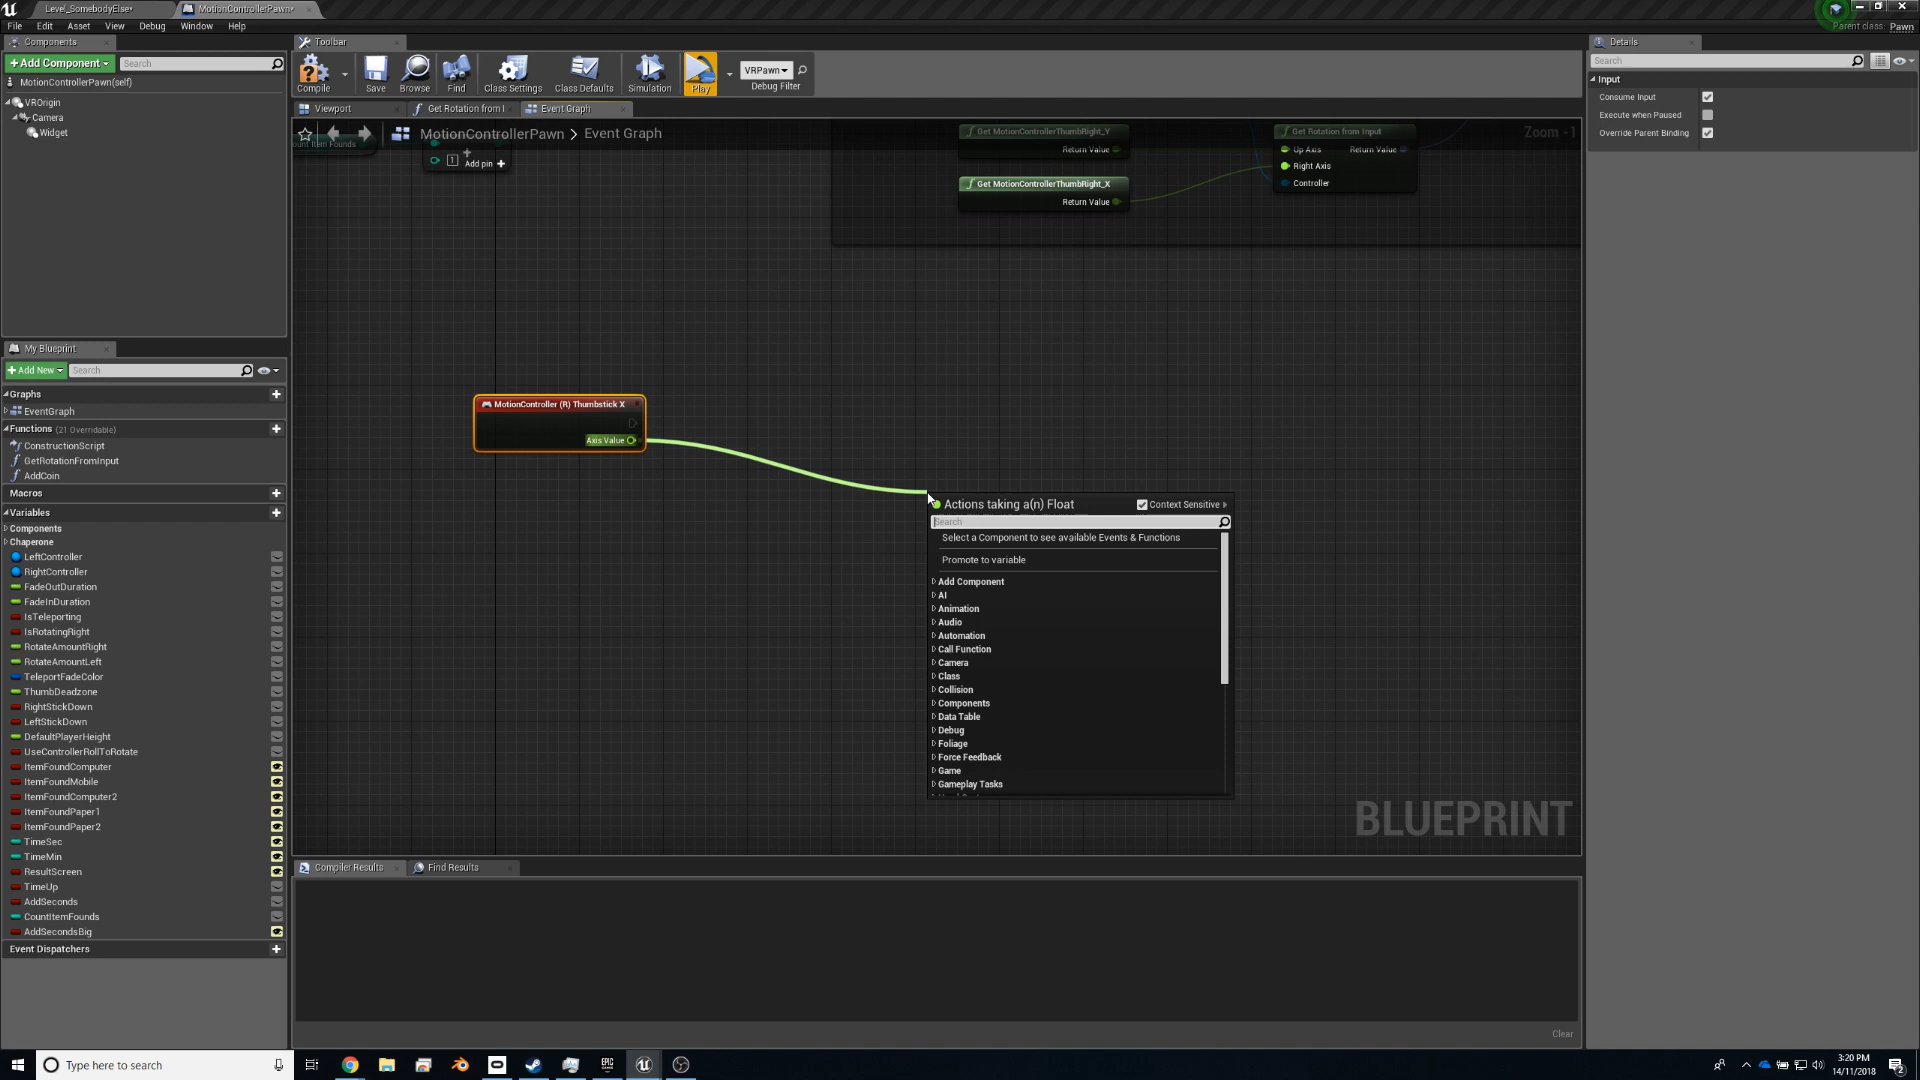 Level_SomebodyElse*
MotionControllerPawn*
File Edit Asset View Debug Window Help
Parent class: Pawn
Components
Toolbar
Details
+Add Component Search
Search
MotionControllerPawn(self)
Input
VROrigin
Camera
Widget
Compile
Save
Browse
Find
Class Settings
Class Defaults
Simulation
Play
VRPawn
Debug Filter
Consume Input
Execute when Paused
Override Parent Binding
Viewport
Get Rotation from I
Event Graph
MotionControllerPawn > Event Graph
Zoom -1
ount Item Founds
1 Add pin +
Get MotionControllerThumbRight_Y
Return Value
Get MotionControllerThumbRight_X
Return Value
Get Rotation from Input
Up Axis Return Value
Right Axis
Controller
MotionController (R) Thumbstick X
Axis Value
Actions taking a(n) Float
Context Sensitive
Search
Select a Component to see available Events & Functions
Promote to variable
Add Component
AI
Animation
Audio
Automation
Call Function
Camera
Class
Collision
Components
Data Table
Debug
Foliage
Force Feedback
Game
Gameplay Tasks
BLUEPRINT
My Blueprint
+Add New Search
Graphs
EventGraph
Functions (21 Overridable)
ConstructionScript
GetRotationFromInput
AddCoin
Macros
Variables
Components
Chaperone
LeftController
RightController
FadeOutDuration
FadeInDuration
IsTeleporting
IsRotatingRight
RotateAmountRight
RotateAmountLeft
TeleportFadeColor
ThumbDeadzone
RightStickDown
LeftStickDown
DefaultPlayerHeight
UseControllerRollToRotate
ItemFoundComputer
ItemFoundMobile
ItemFoundComputer2
ItemFoundPaper1
ItemFoundPaper2
TimeSec
TimeMin
ResultScreen
TimeUp
AddSeconds
CountItemFounds
AddSecondsBig
Event Dispatchers
Compiler Results
Find Results
Clear
Type here to search
EPIC
3:20 PM
14/11/2018
2